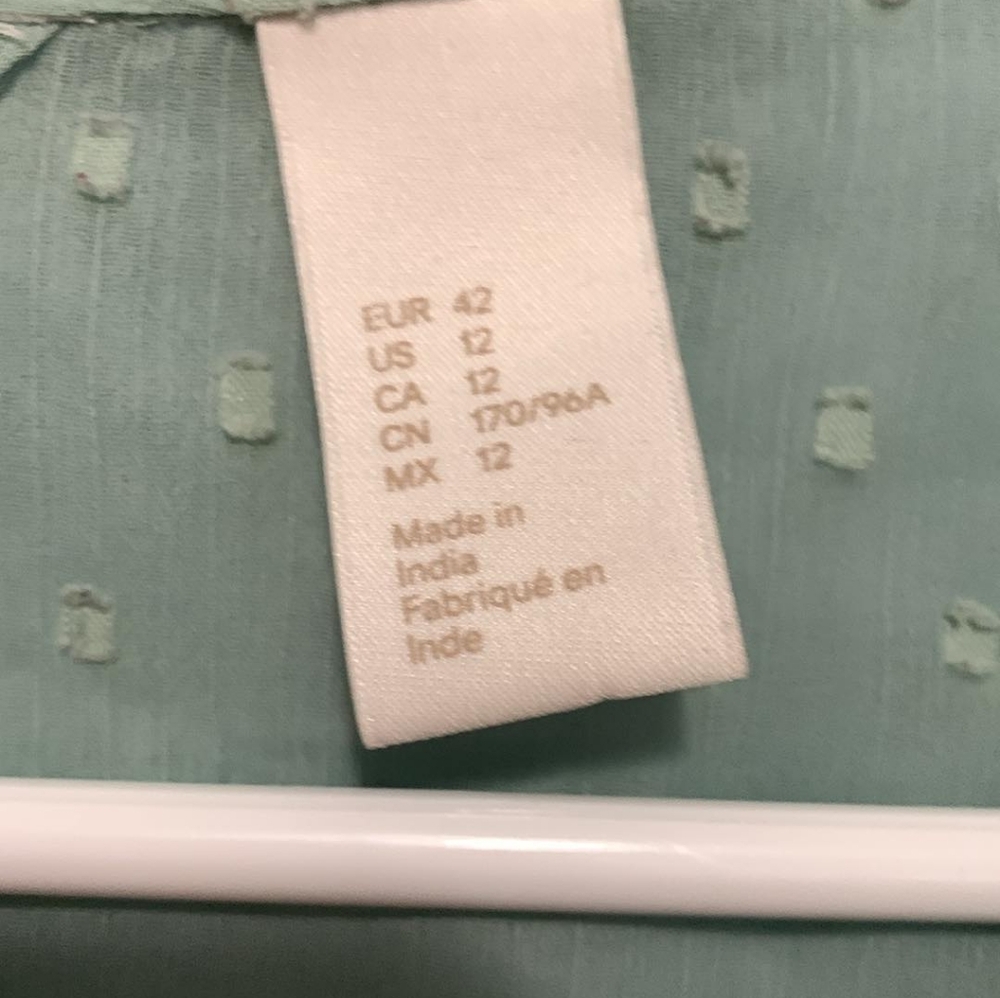 EUR 42
US 12
CA 12
CN 170/96A
MX 12
Made in
India
Fabriqué en
Inde